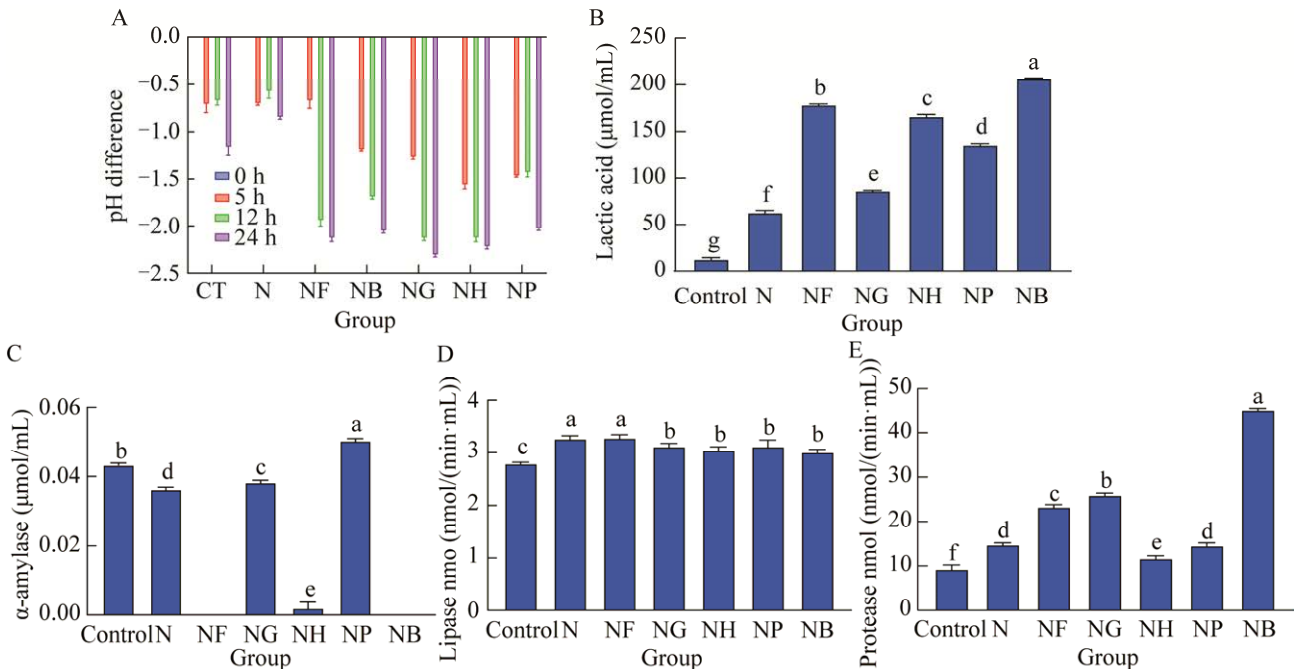 A
0.0
−0.5
−1.0
−1.5
−2.0
−2.5
pH difference
0 h
5 h
12 h
24 h
CT N NF NB NG NH NP
Group
B
250
200
150
100
50
0
Lactic acid (μmol/mL)
g f b e c d a
Control N NF NG NH NP NB
Group
C
0.06
0.04
0.02
0.00
α-amylase (μmol/mL)
b d c e a
Control N NF NG NH NP NB
Group
D
4
3
2
1
0
Lipase nmo (nmol/(min·mL))
c a a b b b b
Control N NF NG NH NP NB
Group
E
50
40
30
20
10
0
Protease nmol (nmol/(min·mL))
f d c b e d a
Control N NF NG NH NP NB
Group